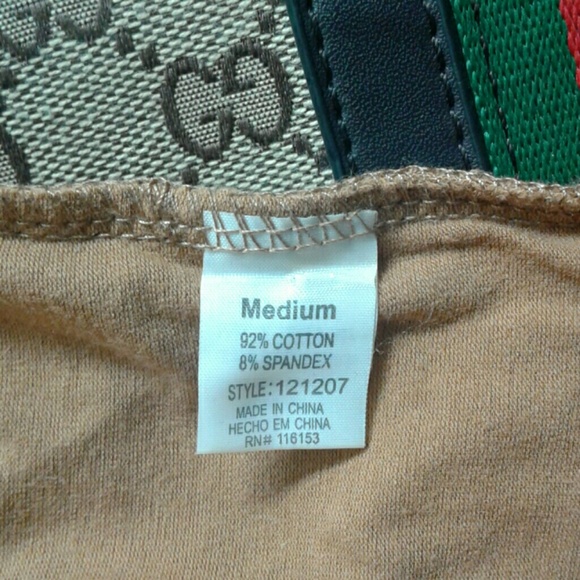 Medium
92% COTTON
8% SPANDEX
STYLE:121207
MADE IN CHINA
HECHO EM CHINA
RN# 116153